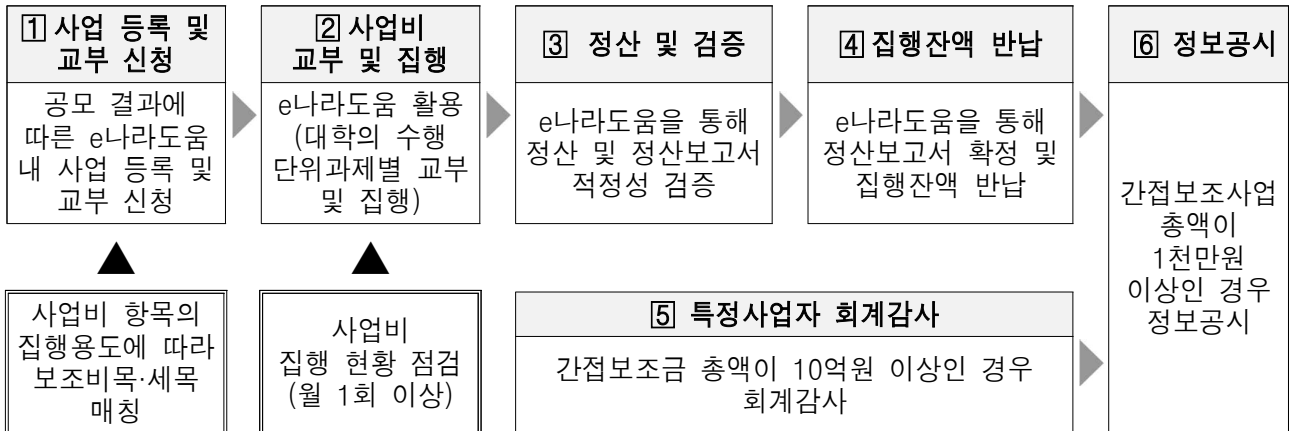 1 사업 등록 및
교부 신청
공모 결과에
따른 e나라도움
내 사업 등록 및
교부 신청
2 사업비
교부 및 집행
e나라도움 활용
(대학의 수행
단위과제별 교부
및 집행)
3 정산 및 검증
e나라도움을 통해
정산 및 정산보고서
적정성 검증
4 집행잔액 반납
e나라도움을 통해
정산보고서 확정 및
집행잔액 반납
6 정보공시
간접보조사업
총액이
1천만원
이상인 경우
정보공시
사업비 항목의
집행용도에 따라
보조비목·세목
매칭
사업비
집행 현황 점검
(월 1회 이상)
5 특정사업자 회계감사
간접보조금 총액이 10억원 이상인 경우
회계감사